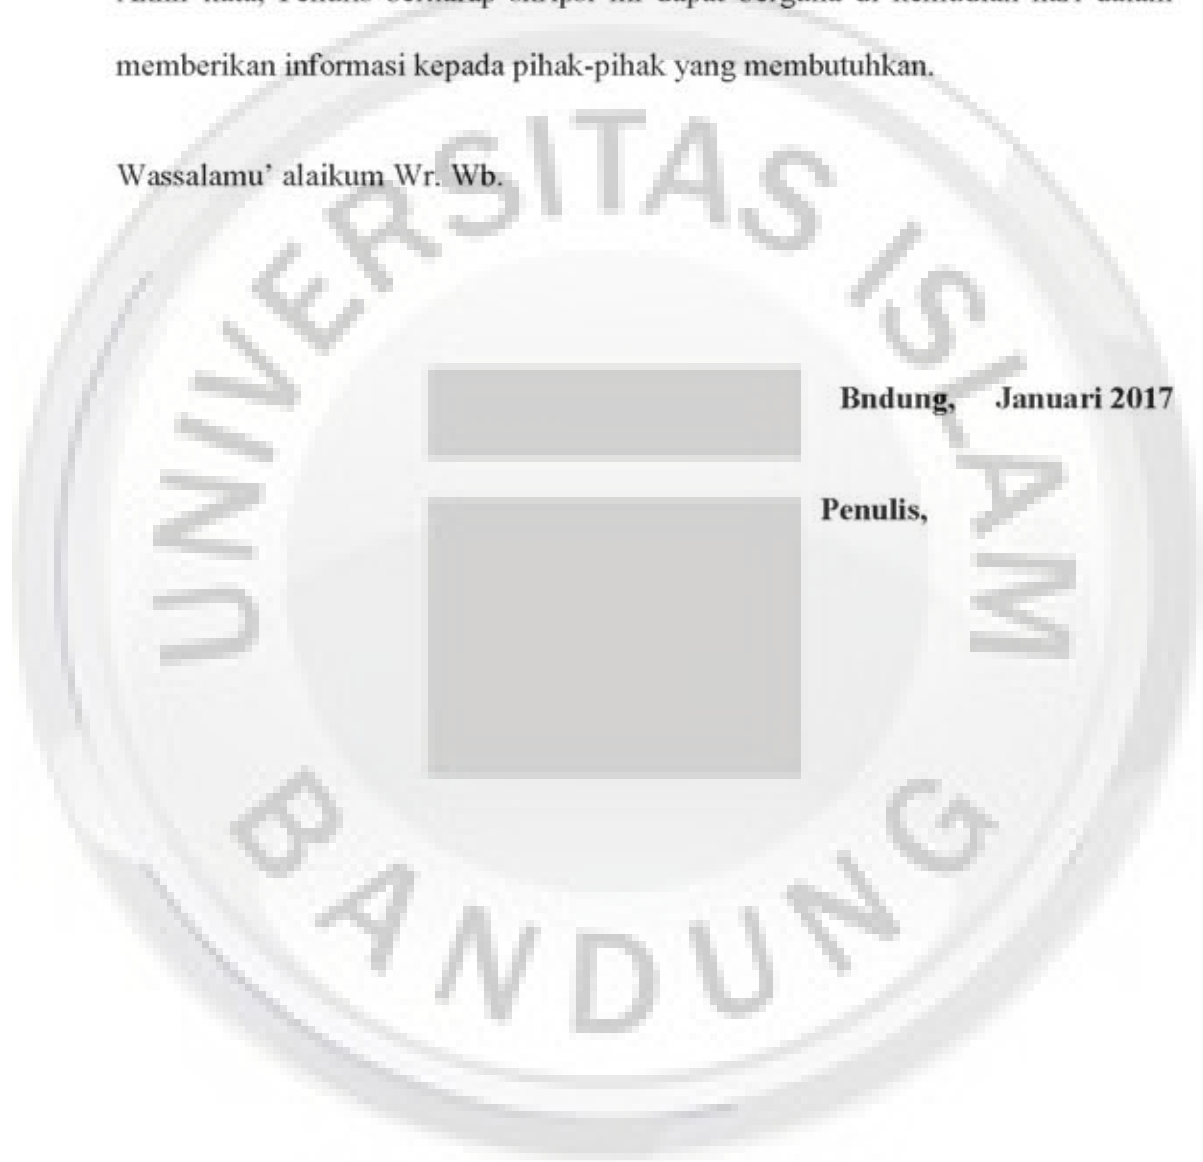 memberikan informasi kepada pihak-pihak yang membutuhkan.
Wassalamu’ alaikum Wr. Wb.
Bndung, Januari 2017
Penulis,
UNIVERSITAS ISLAM
BANDUNG